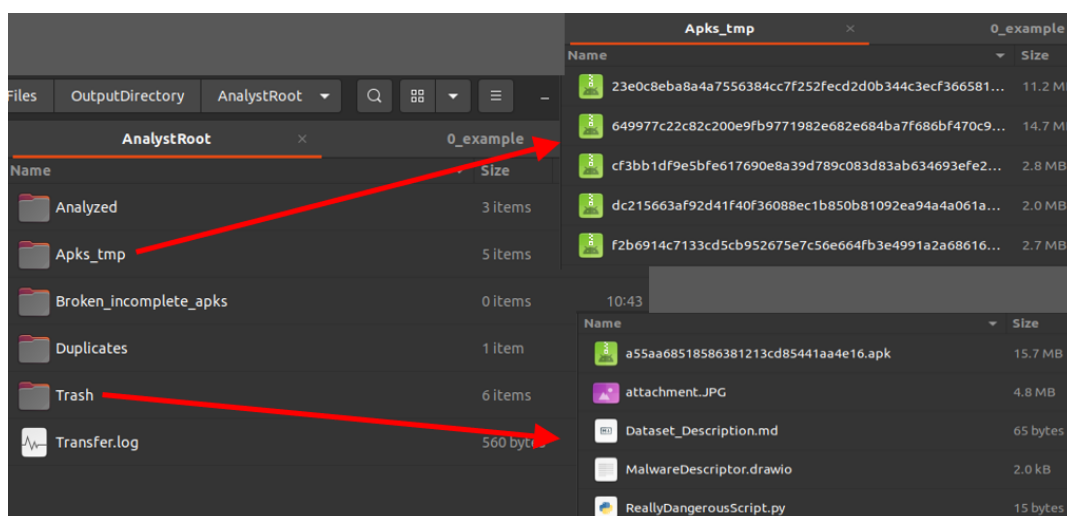 Files OutputDirectory AnalystRoot
AnalystRoot × 0_example
Name Size
Analyzed 3 items
Apks_tmp 5 items
Broken_incomplete_apks 0 items
Duplicates 1 item
Trash 6 items
Transfer.log 560 bytes
Apks_tmp × 0_example
Name Size
23e0c8eba8a4a7556384cc7f252fecd2d0b344c3ecf366581... 11.2 M
649977c22c82c200e9fb9771982e682e684ba7f686bf470c9... 14.7 M
cf3bb1df9e5bfe617690e8a39d789c083d83ab634693efe2... 2.8 MB
dc215663af92d41f40f36088ec1b850b81092ea94a4a061a... 2.0 MB
f2b6914c7133cd5cb952675e7c56e664fb3e4991a2a68616... 2.7 MB
10:43
Name Size
a55aa68518586381213cd85441aa4e16.apk 15.7 MB
attachment.JPG 4.8 MB
Dataset_Description.md 65 bytes
MalwareDescriptor.drawio 2.0 kB
ReallyDangerousScript.py 15 bytes